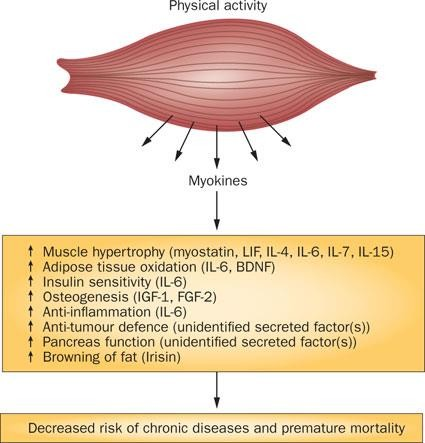 Physical activity
Myokines
↑ Muscle hypertrophy (myostatin, LIF, IL-4, IL-6, IL-7, IL-15)
↑ Adipose tissue oxidation (IL-6, BDNF)
↑ Insulin sensitivity (IL-6)
↑ Osteogenesis (IGF-1, FGF-2)
↑ Anti-inflammation (IL-6)
↑ Anti-tumour defence (unidentified secreted factor(s))
↑ Pancreas function (unidentified secreted factor(s))
↑ Browning of fat (Irisin)
Decreased risk of chronic diseases and premature mortality